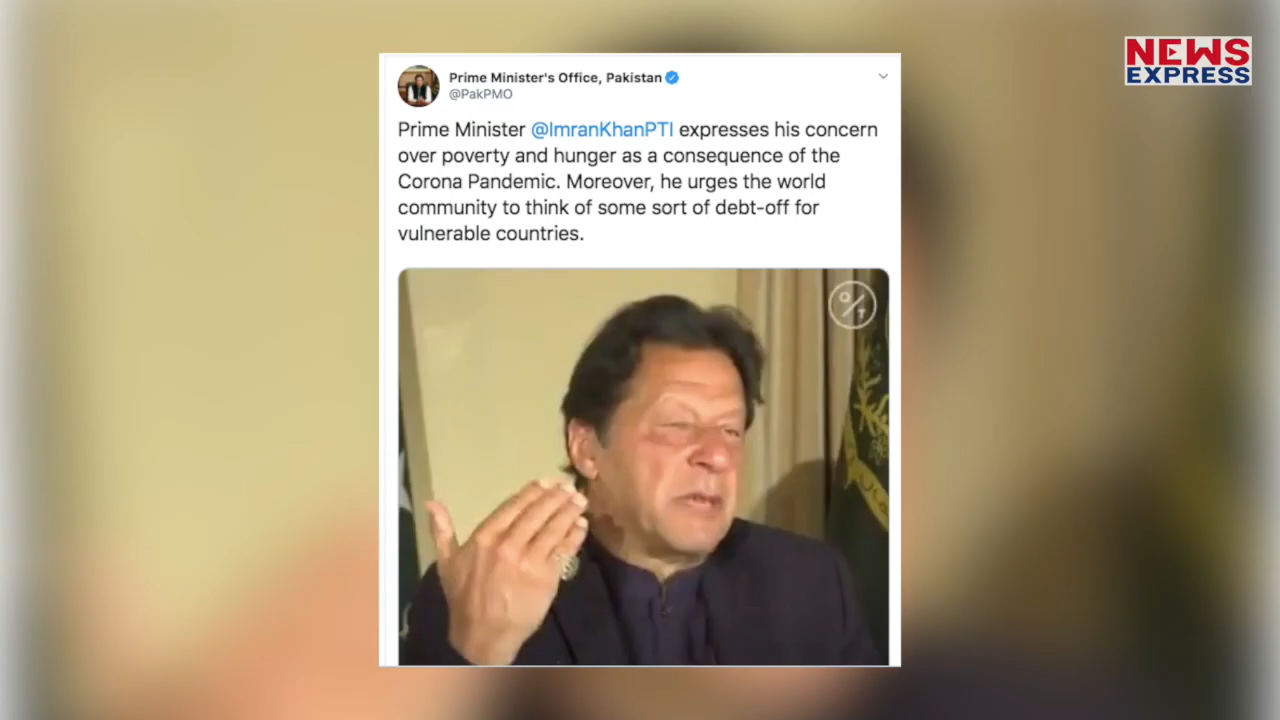 NEWS
EXPRESS
Prime Minister's Office, Pakistan
@PakPMO
Prime Minister @ImranKhanPTI expresses his concern
over poverty and hunger as a consequence of the
Corona Pandemic. Moreover, he urges the world
community to think of some sort of debt-off for
vulnerable countries.
O/T